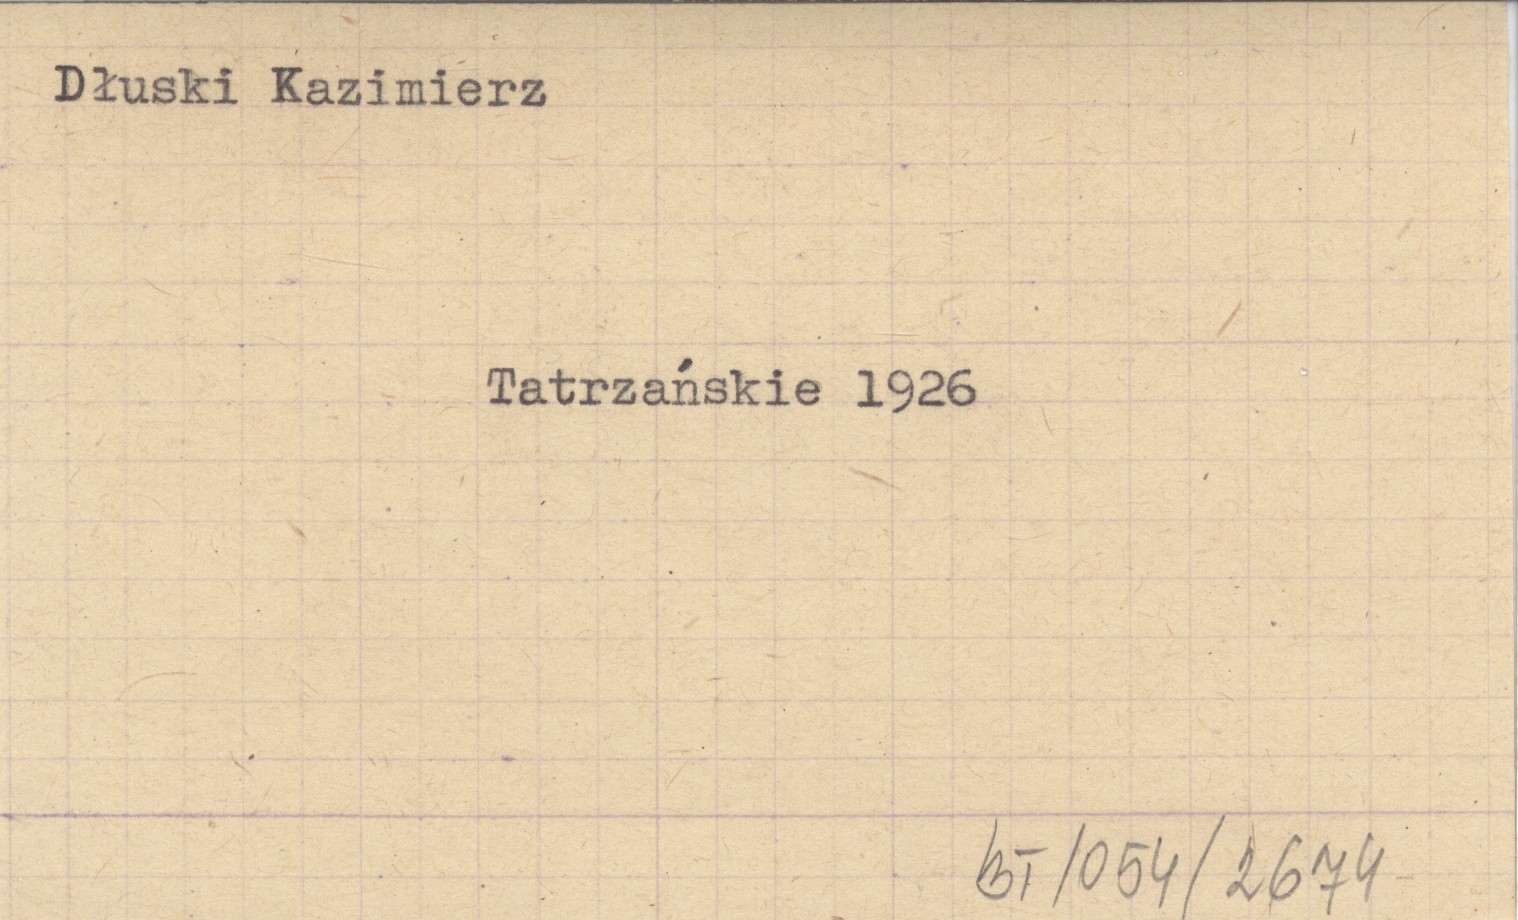 Dłuski Kazimierz
Tatrzańskie 1926
BT/054/2674